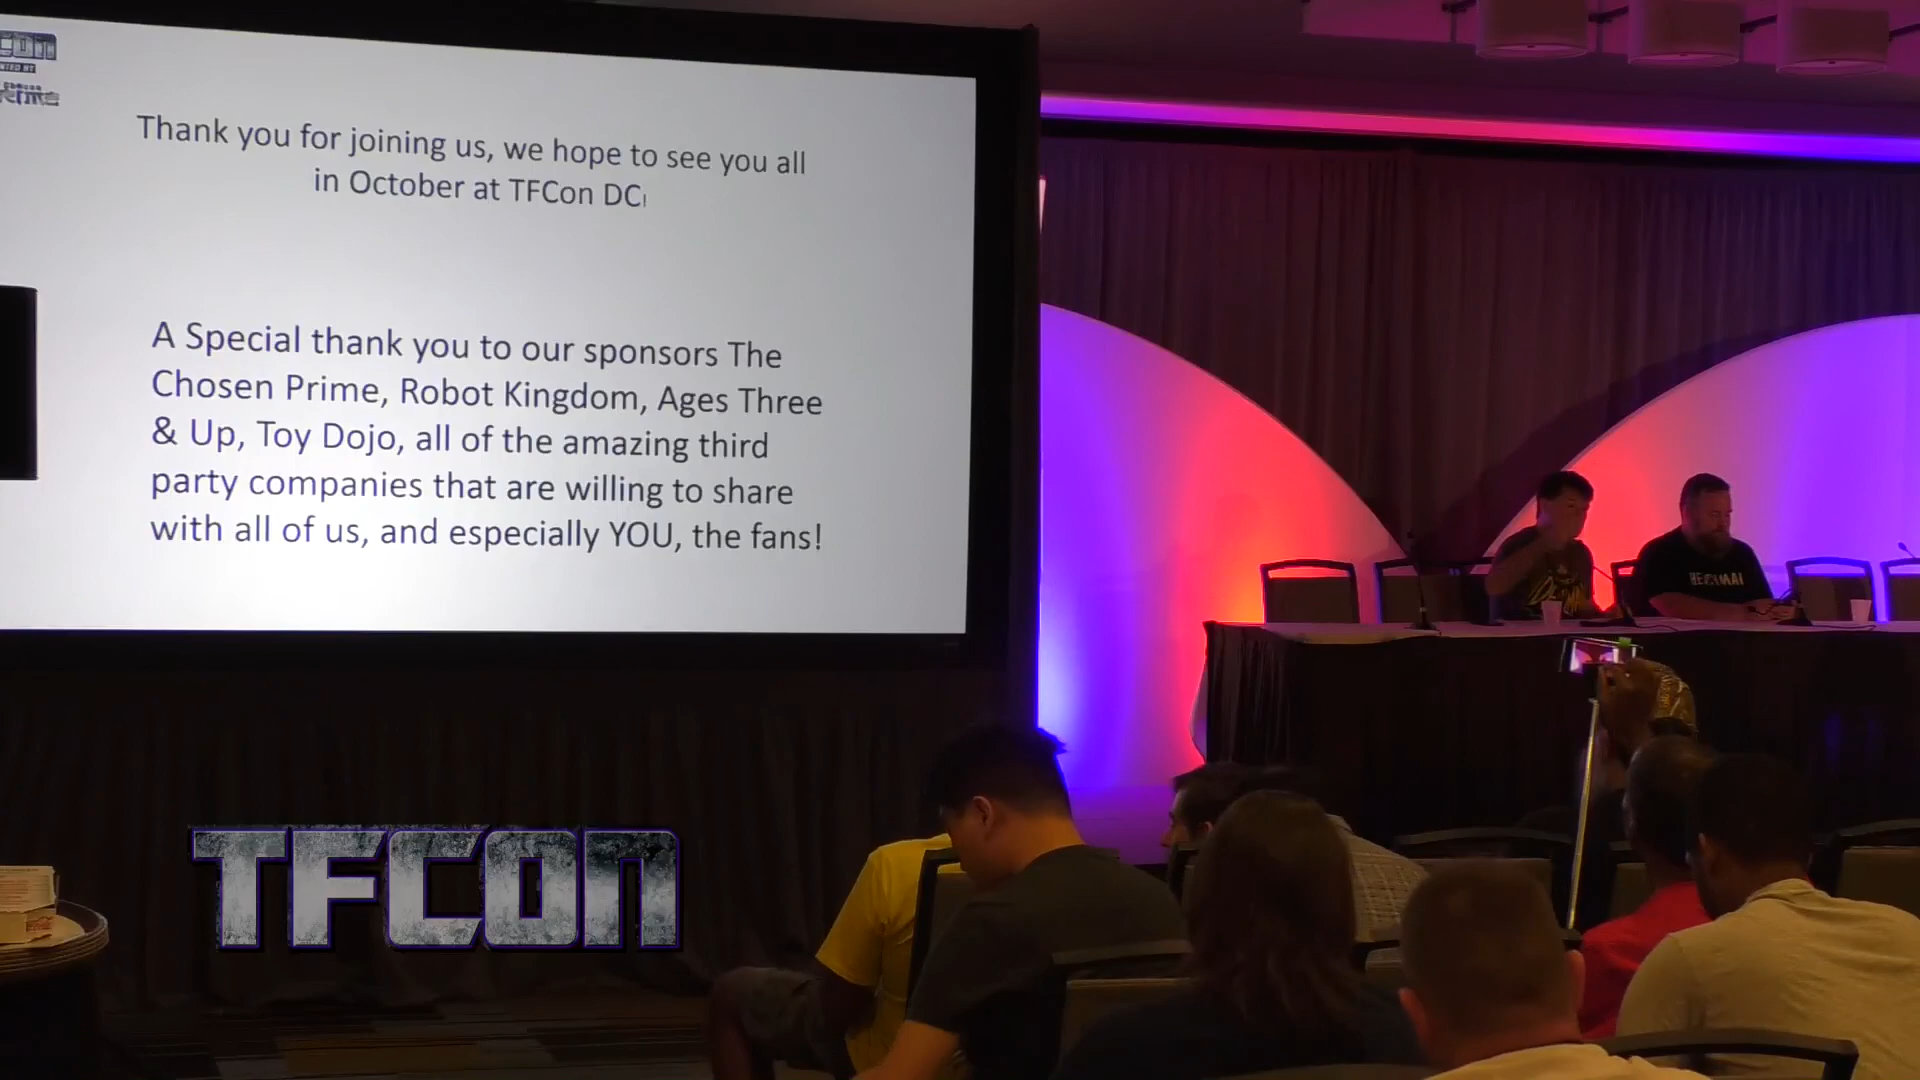 Thank you for joining us, we hope to see you all
in October at TFCon DC!
A Special thank you to our sponsors The
Chosen Prime, Robot Kingdom, Ages Three
& Up, Toy Dojo, all of the amazing third
party companies that are willing to share
with all of us, and especially YOU, the fans!
TFCON